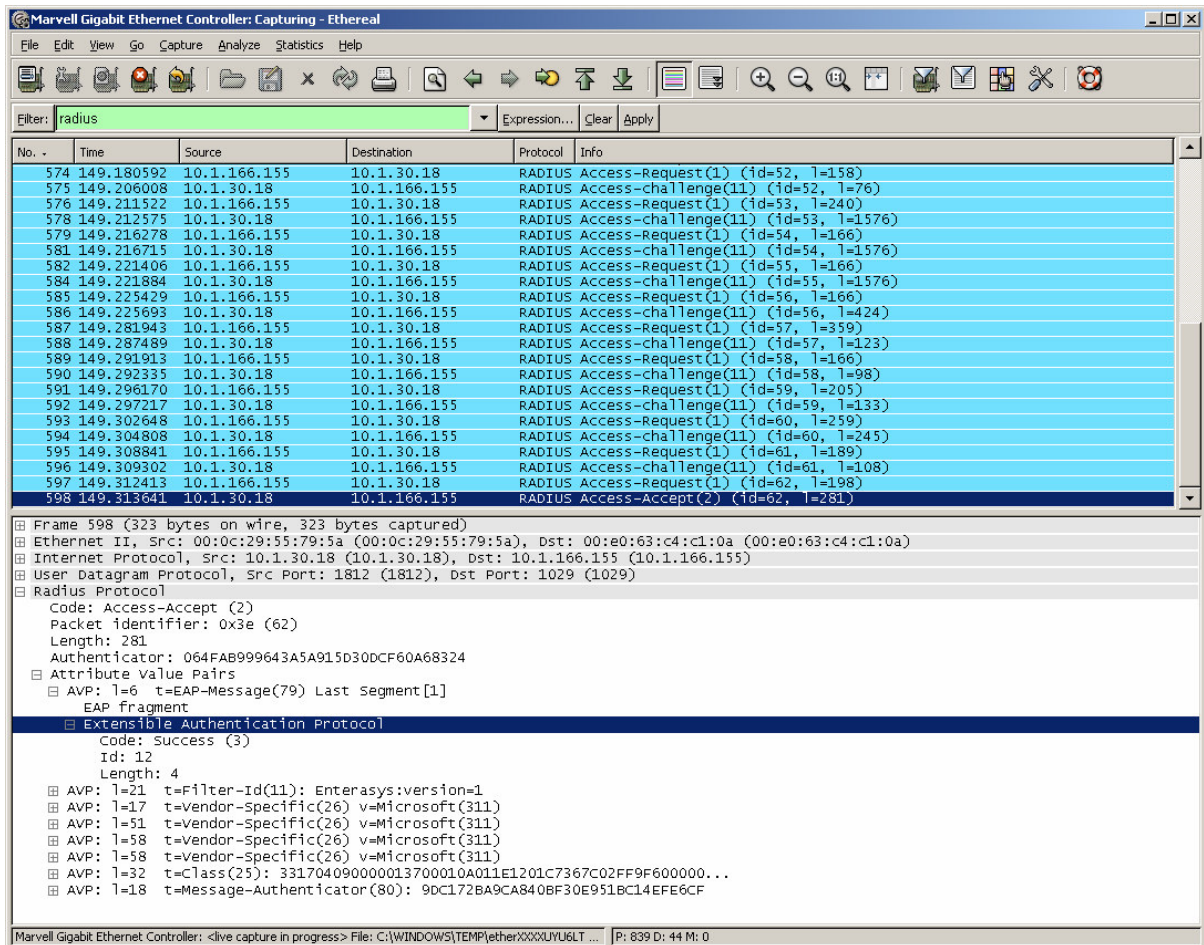 Marvell Gigabit Ethernet Controller: Capturing - Ethereal
File Edit View Go Capture Analyze Statistics Help
Filter: radius Expression... Clear Apply
No. - Time Source Destination Protocol Info
574 149.180592 10.1.166.155 10.1.30.18 RADIUS Access-Request(1) (id=52, l=158)
575 149.206008 10.1.30.18 10.1.166.155 RADIUS Access-challenge(11) (id=52, l=76)
576 149.211522 10.1.166.155 10.1.30.18 RADIUS Access-Request(1) (id=53, l=240)
578 149.212575 10.1.30.18 10.1.166.155 RADIUS Access-challenge(11) (id=53, l=1576)
579 149.216278 10.1.166.155 10.1.30.18 RADIUS Access-Request(1) (id=54, l=166)
581 149.216715 10.1.30.18 10.1.166.155 RADIUS Access-challenge(11) (id=54, l=1576)
582 149.221406 10.1.166.155 10.1.30.18 RADIUS Access-Request(1) (id=55, l=166)
584 149.221884 10.1.30.18 10.1.166.155 RADIUS Access-challenge(11) (id=55, l=1576)
585 149.225429 10.1.166.155 10.1.30.18 RADIUS Access-Request(1) (id=56, l=166)
586 149.225693 10.1.30.18 10.1.166.155 RADIUS Access-challenge(11) (id=56, l=424)
587 149.281943 10.1.166.155 10.1.30.18 RADIUS Access-Request(1) (id=57, l=359)
588 149.287489 10.1.30.18 10.1.166.155 RADIUS Access-challenge(11) (id=57, l=123)
589 149.291913 10.1.166.155 10.1.30.18 RADIUS Access-Request(1) (id=58, l=166)
590 149.292335 10.1.30.18 10.1.166.155 RADIUS Access-challenge(11) (id=58, l=98)
591 149.296170 10.1.166.155 10.1.30.18 RADIUS Access-Request(1) (id=59, l=205)
592 149.297217 10.1.30.18 10.1.166.155 RADIUS Access-challenge(11) (id=59, l=133)
593 149.302648 10.1.166.155 10.1.30.18 RADIUS Access-Request(1) (id=60, l=259)
594 149.304808 10.1.30.18 10.1.166.155 RADIUS Access-challenge(11) (id=60, l=245)
595 149.308841 10.1.166.155 10.1.30.18 RADIUS Access-Request(1) (id=61, l=189)
596 149.309302 10.1.30.18 10.1.166.155 RADIUS Access-challenge(11) (id=61, l=108)
597 149.312413 10.1.166.155 10.1.30.18 RADIUS Access-Request(1) (id=62, l=198)
598 149.313641 10.1.30.18 10.1.166.155 RADIUS Access-Accept(2) (id=62, l=281)
Frame 598 (323 bytes on wire, 323 bytes captured)
Ethernet II, Src: 00:0c:29:55:79:5a (00:0c:29:55:79:5a), Dst: 00:e0:63:c4:c1:0a (00:e0:63:c4:c1:0a)
Internet Protocol, Src: 10.1.30.18 (10.1.30.18), Dst: 10.1.166.155 (10.1.166.155)
User Datagram Protocol, Src Port: 1812 (1812), Dst Port: 1029 (1029)
Radius Protocol
Code: Access-Accept (2)
Packet identifier: 0x3e (62)
Length: 281
Authenticator: 064FAB999643A5A915D30DCF60A68324
Attribute Value Pairs
AVP: l=6 t=EAP-Message(79) Last Segment[1]
EAP fragment
Extensible Authentication Protocol
Code: Success (3)
Id: 12
Length: 4
AVP: l=21 t=Filter-Id(11): Enterasys:version=1
AVP: l=17 t=Vendor-Specific(26) v=Microsoft(311)
AVP: l=51 t=Vendor-Specific(26) v=Microsoft(311)
AVP: l=58 t=Vendor-Specific(26) v=Microsoft(311)
AVP: l=58 t=Vendor-Specific(26) v=Microsoft(311)
AVP: l=32 t=Class(25): 331704090000013700010A011E1201C7367C02FF9F600000...
AVP: l=18 t=Message-Authenticator(80): 9DC172BA9CA840BF30E951BC14EFE6CF
Marvell Gigabit Ethernet Controller: <live capture in progress> File: C:\WINDOWS\TEMP\etherXXXXUYU6LT ... P: 839 D: 44 M: 0